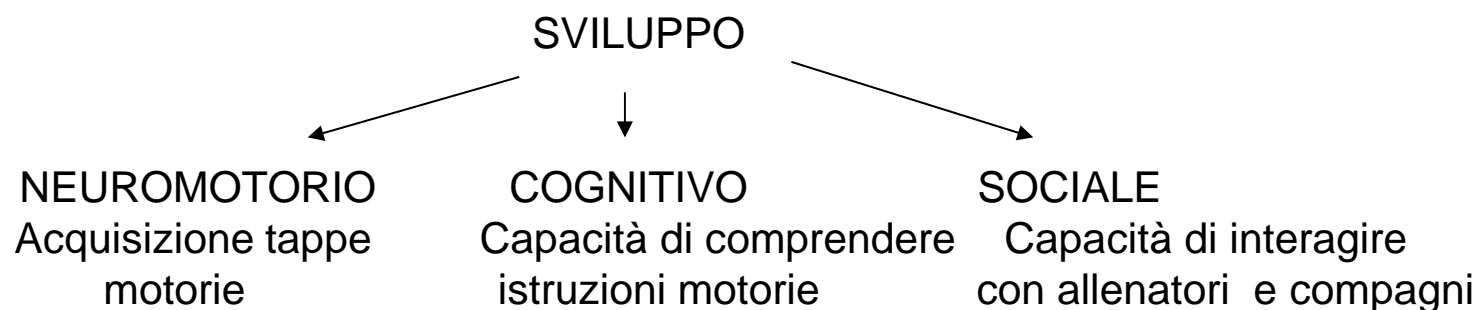 SVILUPPO
NEUROMOTORIO COGNITIVO SOCIALE
Acquisizione tappe Capacità di comprendere Capacità di interagire
motorie istruzioni motorie con allenatori e compagni